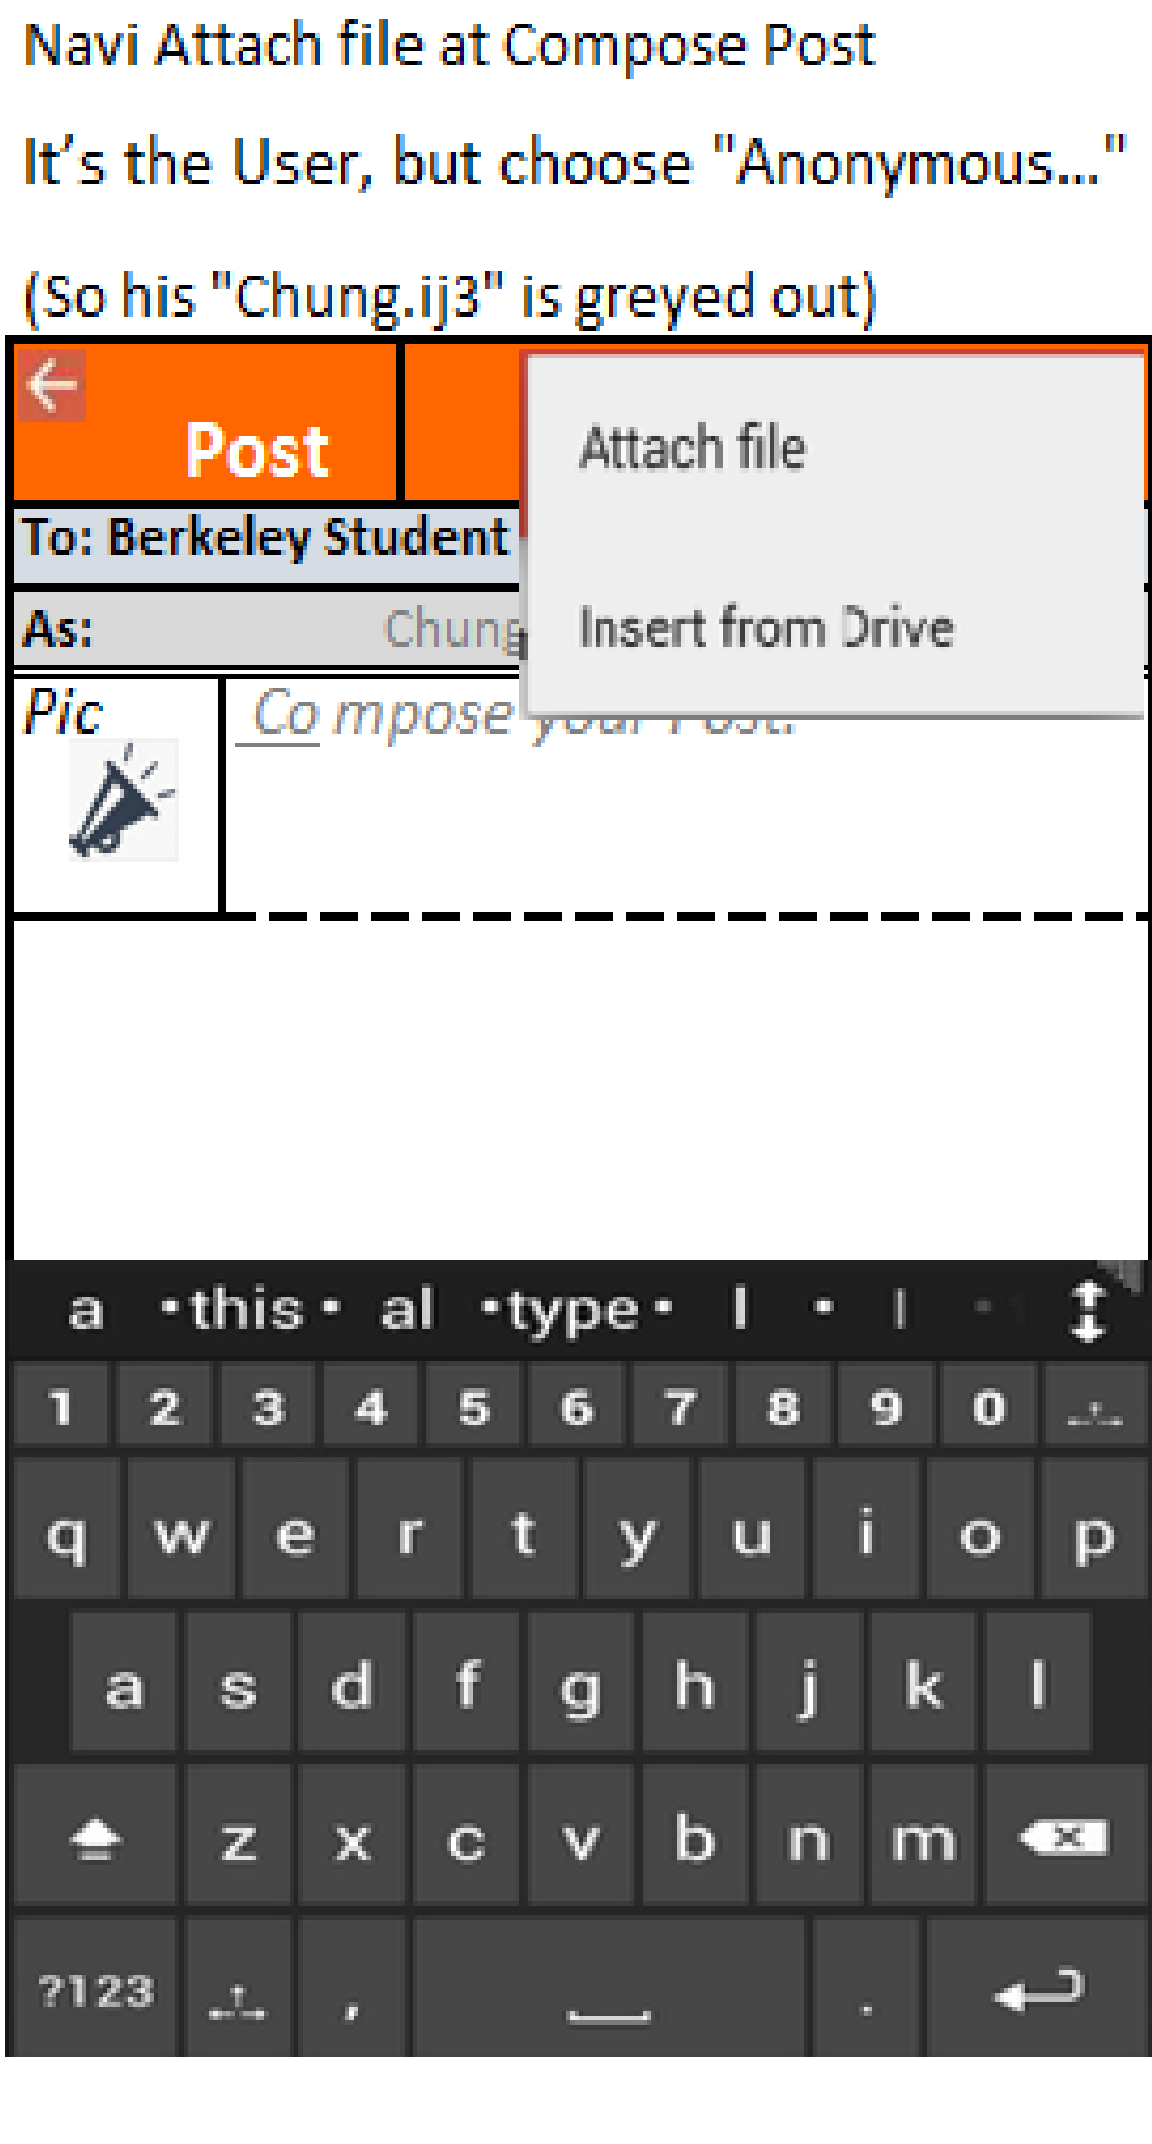 Navi Attach file at Compose Post
It’s the User, but choose "Anonymous..."
(So his "Chung.ij3" is greyed out)
Post
Attach file
To: Berkeley Student
Insert from Drive
As: Chung
Pic
Co mpose your Post.
a •this• al •type• I • l
1 2 3 4 5 6 7 8 9 0
q w e r t y u i o p
a s d f g h j k l
z x c v b n m
?123 , .